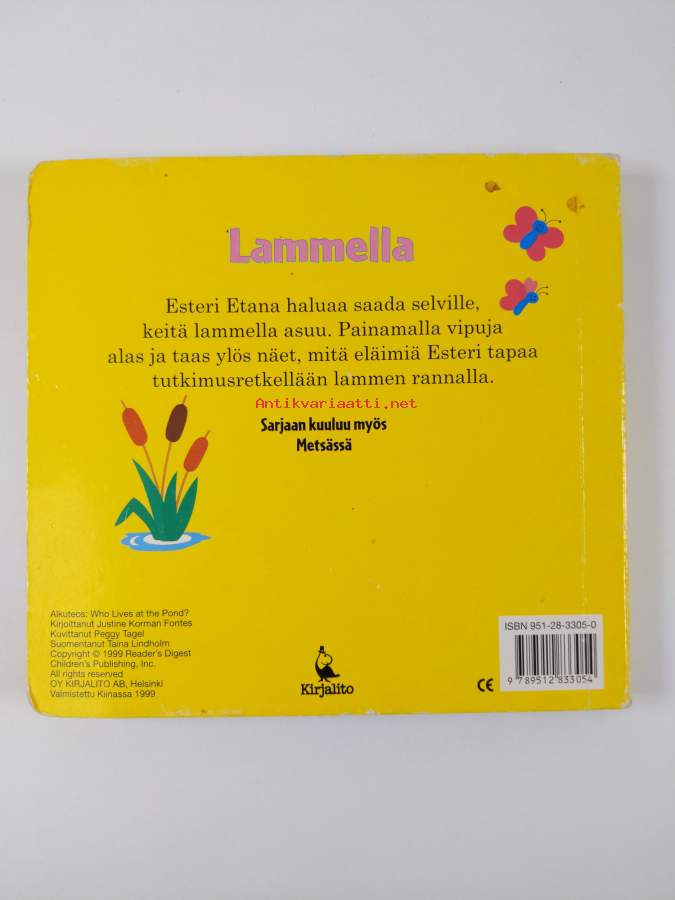 Lammella
Esteri Etana haluaa saada selville,
keitä lammella asuu. Painamalla vipuja
alas ja taas ylös näet, mitä eläimiä Esteri tapaa
tutkimusretkellään lammen rannalla.
Antikvariaatti.net
Sarjaan kuuluu myös
Metsässä
Alkuteos: Who Lives at the Pond?
Kirjoittanut Justine Korman Fontes
Kuvittanut Peggy Tagel
Suomentanut Taina Lindholm
Copyright © 1999 Reader's Digest
Children's Publishing, Inc.
All rights reserved
OY KIRJALITO AB, Helsinki
Valmistettu Kiinassa 1999
Kirjalito
CE
ISBN 951-28-3305-0
9 789512 833054